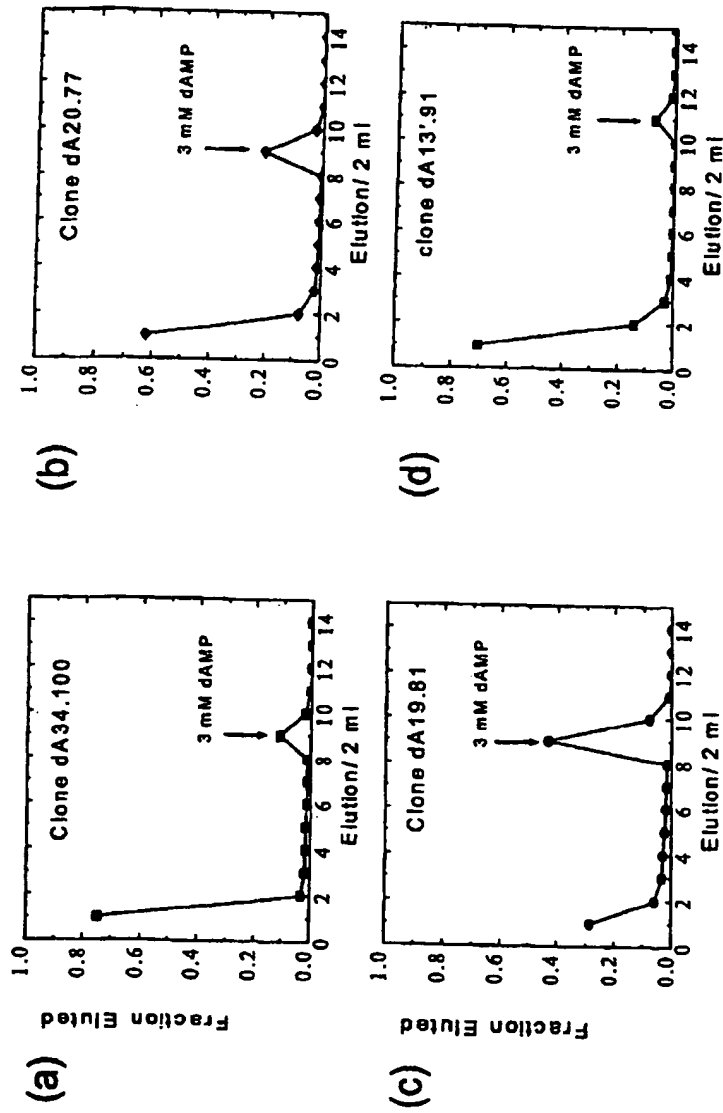 (a)
Clone dA34.100
3 mM dAMP
Fraction Eluted
1.0
0.8
0.6
0.4
0.2
0.0
0 2 4 6 8 10 12 14
Elution/ 2 ml
(b)
Clone dA20.77
3 mM dAMP
1.0
0.8
0.6
0.4
0.2
0.0
0 2 4 6 8 10 12 14
Elution/ 2 ml
(c)
Clone dA19.81
3 mM dAMP
Fraction Eluted
1.0
0.8
0.6
0.4
0.2
0.0
0 2 4 6 8 10 12 14
Elution/ 2 ml
(d)
clone dA13'.91
3 mM dAMP
1.0
0.8
0.6
0.4
0.2
0.0
0 2 4 6 8 10 12 14
Elution/ 2 ml